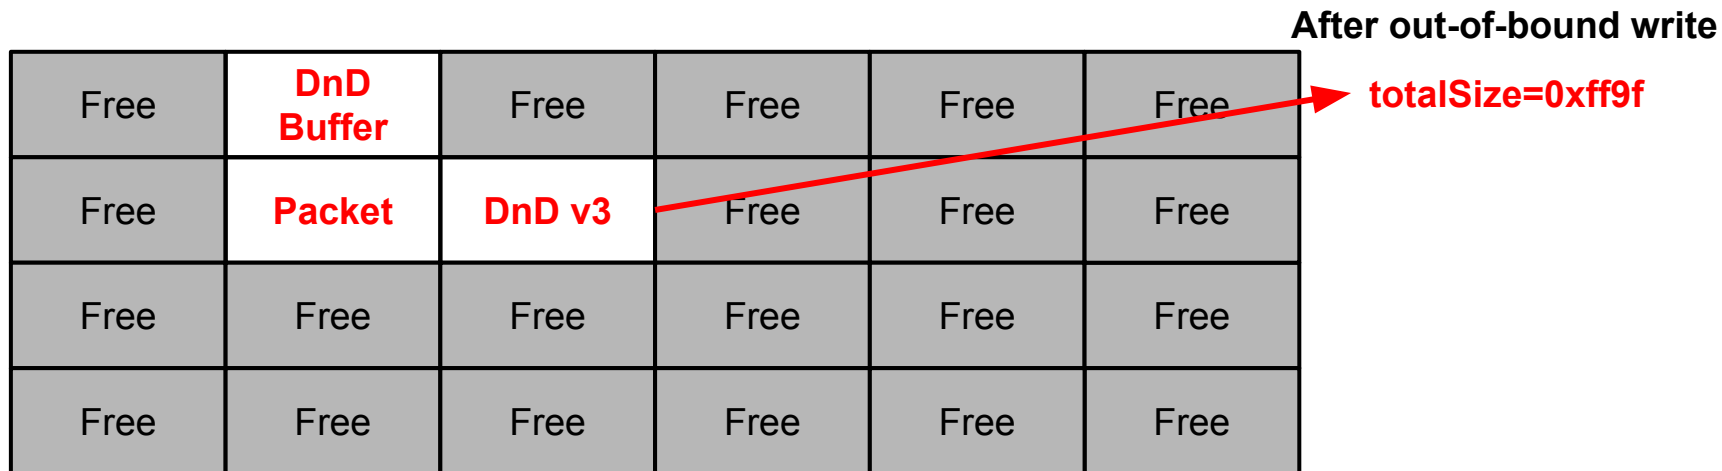 After out-of-bound write
Free DnD Buffer Free Free Free Free
totalSize=0xff9f
Free Packet DnD v3 Free Free Free
Free Free Free Free Free Free
Free Free Free Free Free Free